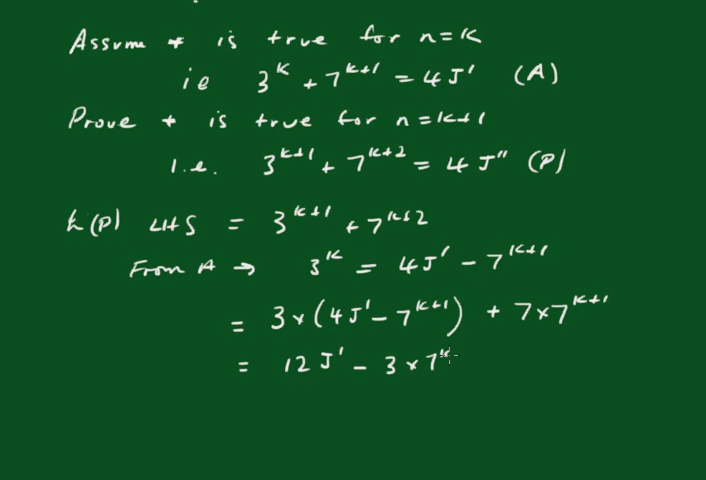 Assume * is true for n=k
ie 3^k + 7^{k+1} = 4J' (A)
Prove * is true for n=k+1
i.e. 3^{k+1} + 7^{k+2} = 4J'' (P)
(P) LHS = 3^{k+1} + 7^{k+2}
From A → 3^k = 4J' - 7^{k+1}
= 3×(4J' - 7^{k+1}) + 7×7^{k+1}
= 12J' - 3×7^k